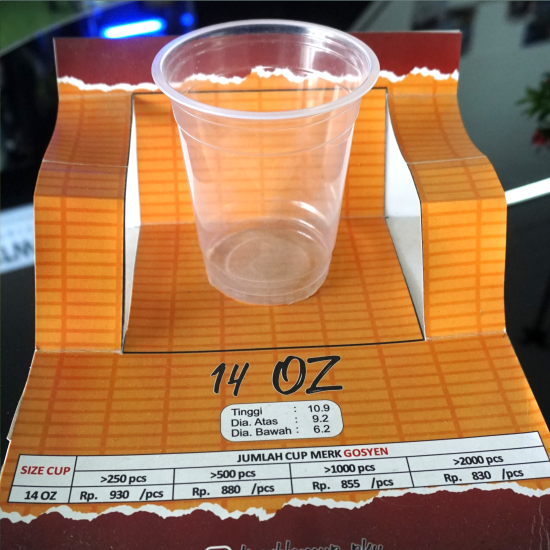 14 OZ
Tinggi : 10.9
Dia. Atas : 9.2
Dia. Bawah : 6.2
JUMLAH CUP MERK GOSYEN
SIZE CUP >250 pcs >500 pcs >1000 pcs >2000 pcs
14 OZ Rp. 930 /pcs Rp. 880 /pcs Rp. 855 /pcs Rp. 830 /pcs